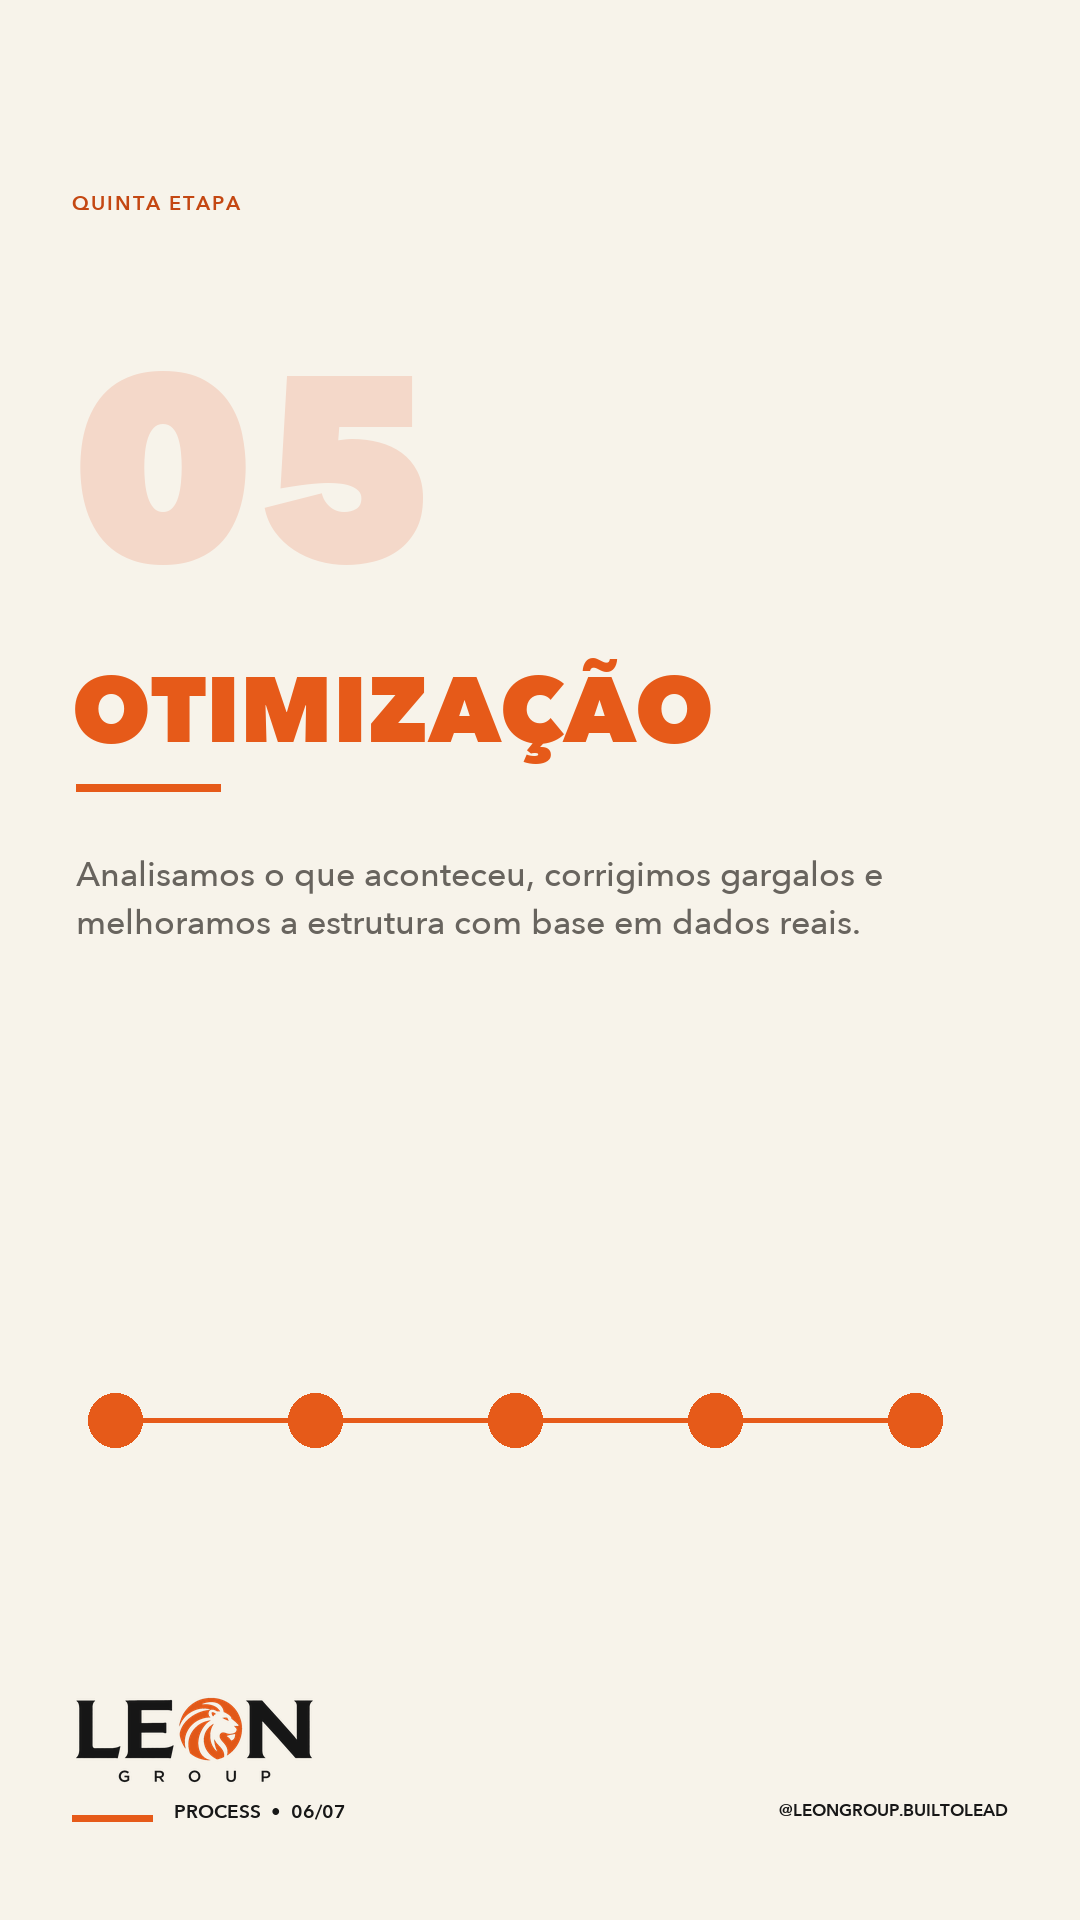 QUINTA ETAPA
05
OTIMIZAÇÃO
Analisamos o que aconteceu, corrigimos gargalos e
melhoramos a estrutura com base em dados reais.
LEON
GROUP
PROCESS • 06/07
@LEONGROUP.BUILTOLEAD